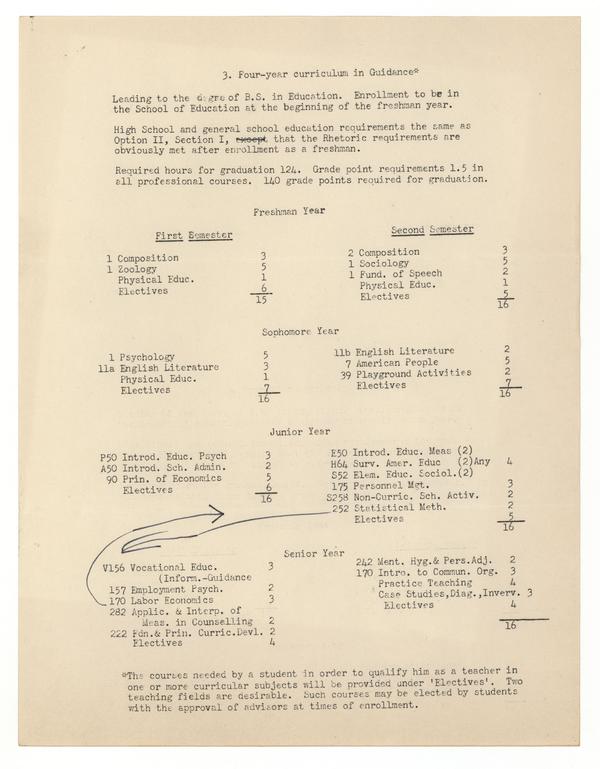 3. Four-year curriculum in Guidance*
Leading to the degre of B.S. in Education. Enrollment to be in
the School of Education at the beginning of the freshman year.
High School and general school education requirements the same as
Option II, Section I, except that the Rhetoric requirements are
obviously met after enrollment as a freshman.
Required hours for graduation 124. Grade point requirements 1.5 in
all professional courses. 140 grade points required for graduation.
Freshman Year
First Semester
1 Composition 3
1 Zoology 5
Physical Educ. 1
Electives 6
15
Second Semester
2 Composition 3
1 Sociology 5
1 Fund. of Speech 2
Physical Educ. 1
Electives 5
16
Sophomore Year
1 Psychology 5
11a English Literature 3
Physical Educ. 1
Electives 7
16
11b English Literature 2
7 American People 5
39 Playground Activities 2
Electives 7
16
Junior Year
P50 Introd. Educ. Psych 3
A50 Introd. Sch. Admin. 2
90 Prin. of Economics 5
Electives 6
16
E50 Introd. Educ. Meas (2)
H64 Surv. Amer. Educ (2)Any 4
S52 Elem. Educ. Sociol.(2)
175 Personnel Mgt. 3
S258 Non-Curric. Sch. Activ. 2
252 Statistical Meth. 2
Electives 5
16
Senior Year
V156 Vocational Educ. 3
(Inform.-Guidance
157 Employment Psych. 2
170 Labor Economics 3
282 Applic. & Interp. of
Meas. in Counselling 2
222 Fdn.& Prin. Curric.Devl. 2
Electives 4
242 Ment. Hyg.& Pers.Adj. 2
170 Intro. to Commun. Org. 3
Practice Teaching 4
Case Studies,Diag.,Inverv. 3
Electives 4
16
*The courses needed by a student in order to qualify him as a teacher in
one or more curricular subjects will be provided under 'Electives'. Two
teaching fields are desirable. Such courses may be elected by students
with the approval of advisors at times of enrollment.